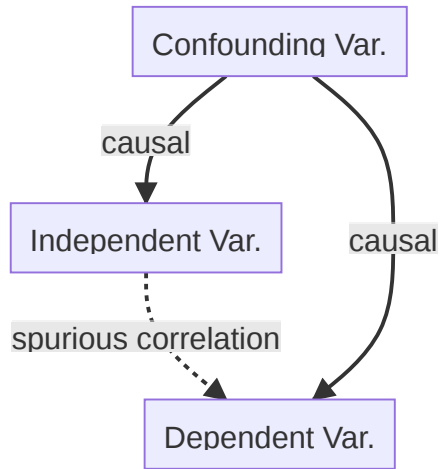 Confounding Var.
causal
Independent Var.
causal
spurious correlation
Dependent Var.